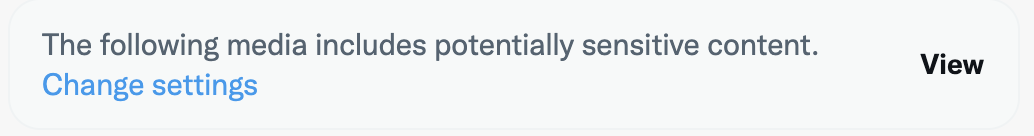 The following media includes potentially sensitive content.
Change settings
View